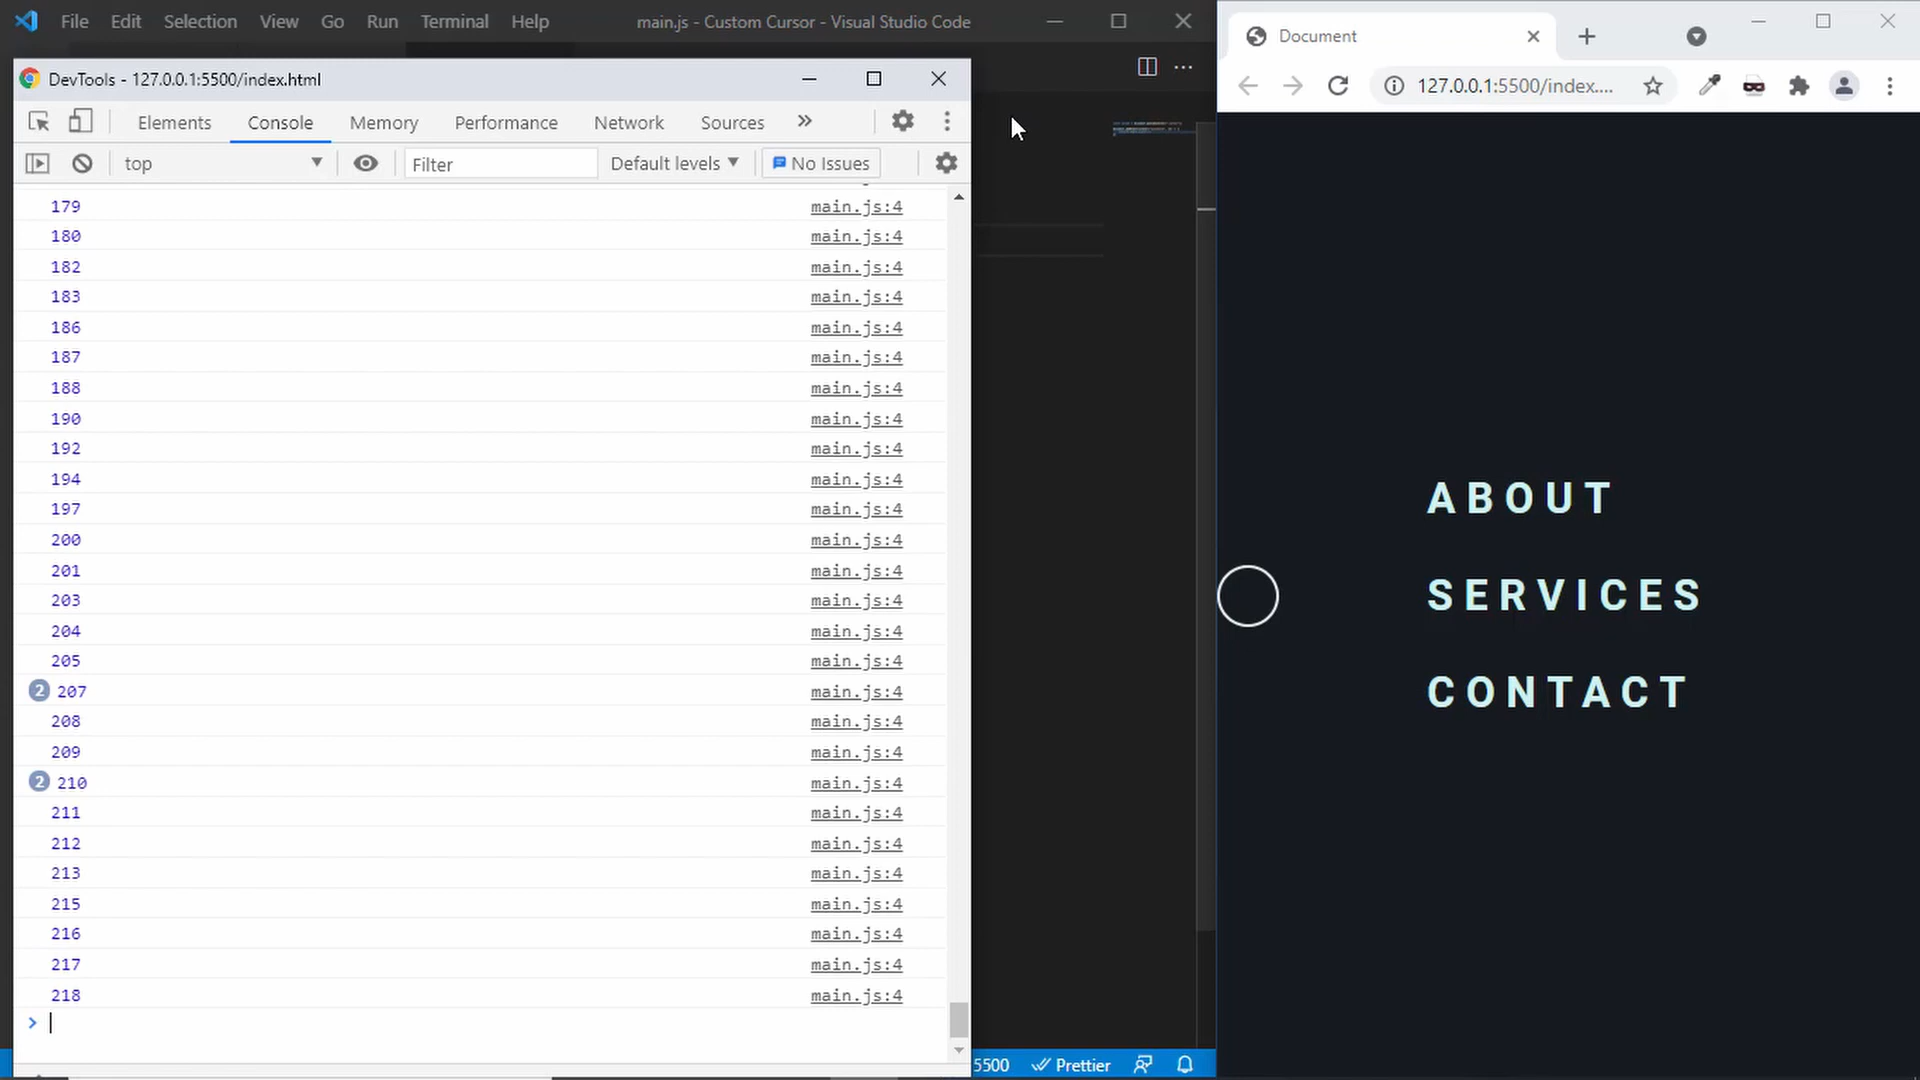 File Edit Selection View Go Run Terminal Help main.js - Custom Cursor - Visual Studio Code
DevTools - 127.0.0.1:5500/index.html
Elements Console Memory Performance Network Sources »
top Filter Default levels No Issues
179 main.js:4
180 main.js:4
182 main.js:4
183 main.js:4
186 main.js:4
187 main.js:4
188 main.js:4
190 main.js:4
192 main.js:4
194 main.js:4
197 main.js:4
200 main.js:4
201 main.js:4
203 main.js:4
204 main.js:4
205 main.js:4
2 207 main.js:4
208 main.js:4
209 main.js:4
2 210 main.js:4
211 main.js:4
212 main.js:4
213 main.js:4
215 main.js:4
216 main.js:4
217 main.js:4
218 main.js:4
>
5500 Prettier
Document
127.0.0.1:5500/index....
ABOUT
SERVICES
CONTACT